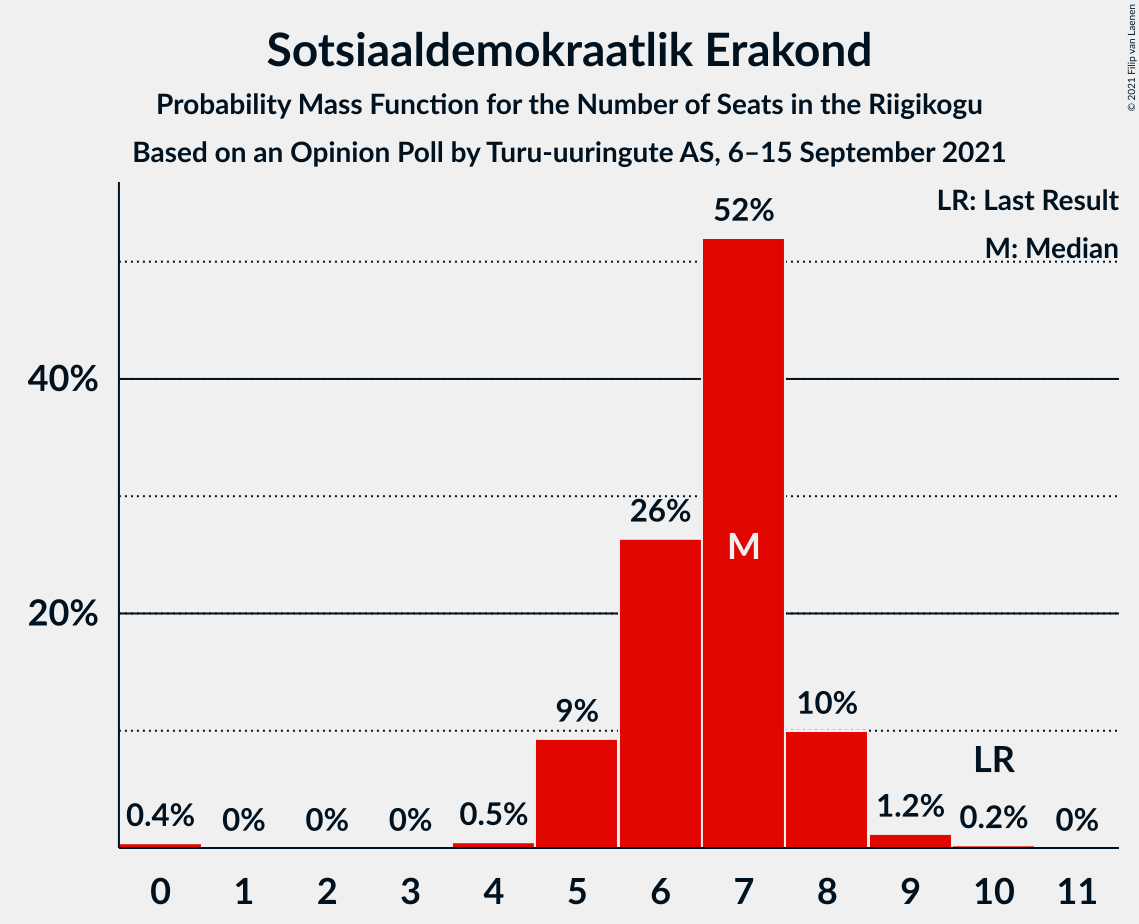 Sotsiaaldemokraatlik Erakond
Probability Mass Function for the Number of Seats in the Riigikogu
Based on an Opinion Poll by Turu-uuringute AS, 6–15 September 2021
© 2021 Filip van Laenen
LR: Last Result
M: Median
52%
40%
26%
M
20%
9%
10%
LR
0.4%
0%
0%
0%
0.5%
1.2%
0.2%
0%
0 1 2 3 4 5 6 7 8 9 10 11